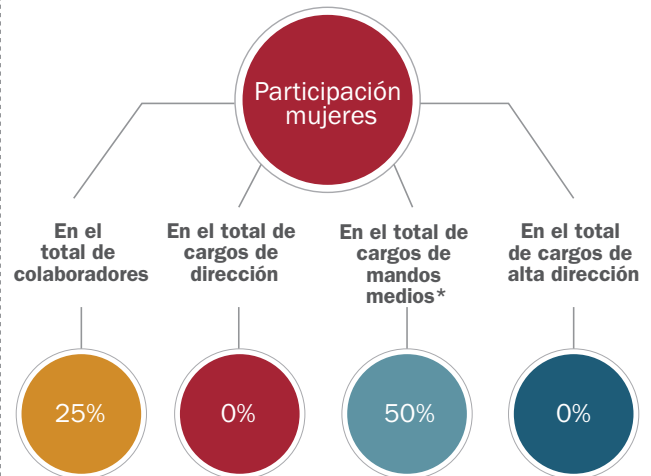 Participación
mujeres
En el
total de
colaboradores
En el total de
cargos de
dirección
En el total de
cargos de
mandos
medios*
En el total
de cargos de
alta dirección
25%
0%
50%
0%